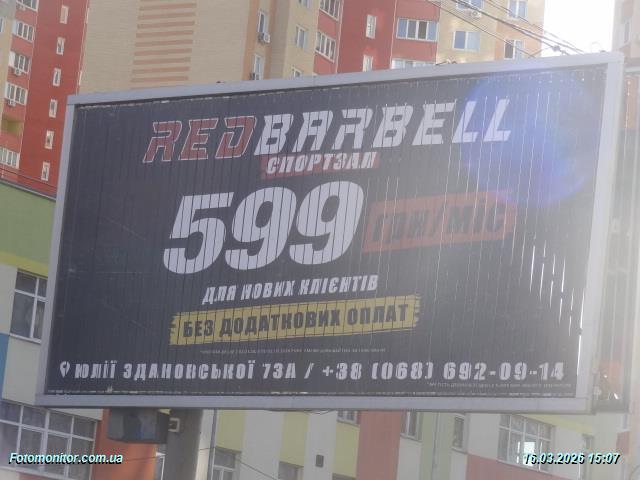 REDBARBELL
СПОРТЗАЛ
599 грн/міс
ДЛЯ НОВИХ КЛІЄНТІВ
БЕЗ ДОДАТКОВИХ ОПЛАТ
ЮЛІЇ ЗДАНОВСЬКОЇ 73А / +38 (068) 692-09-14
Fotomonitor.com.ua
16.03.2026 15:07